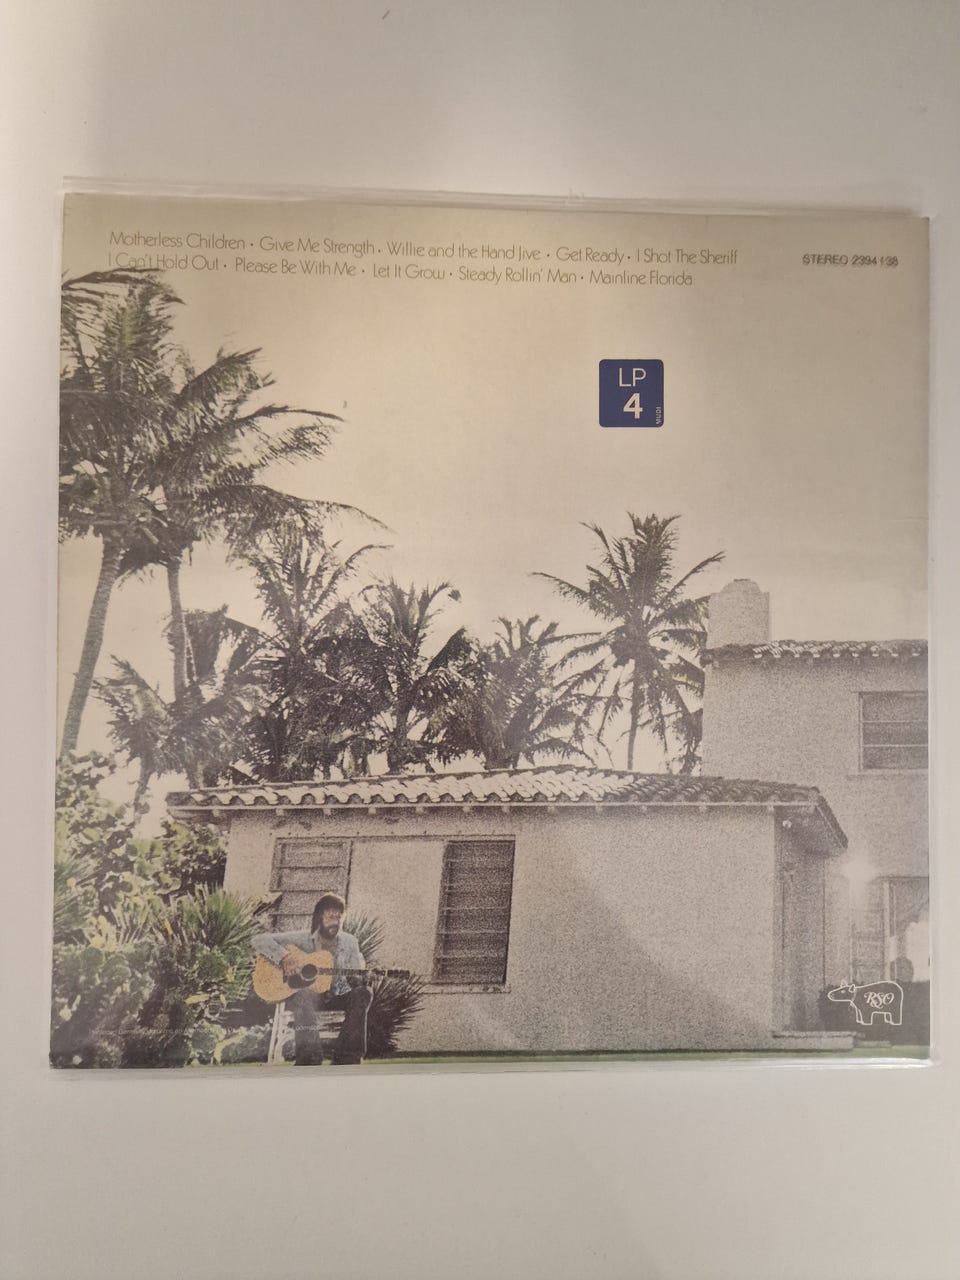 Motherless Children • Give Me Strength • Willie and the Hand Jive • Get Ready • I Shot The Sheriff
I Can't Hold Out • Please Be With Me • Let It Grow • Steady Rollin' Man • Mainline Florida
STEREO 2394 138
LP
4
RSO